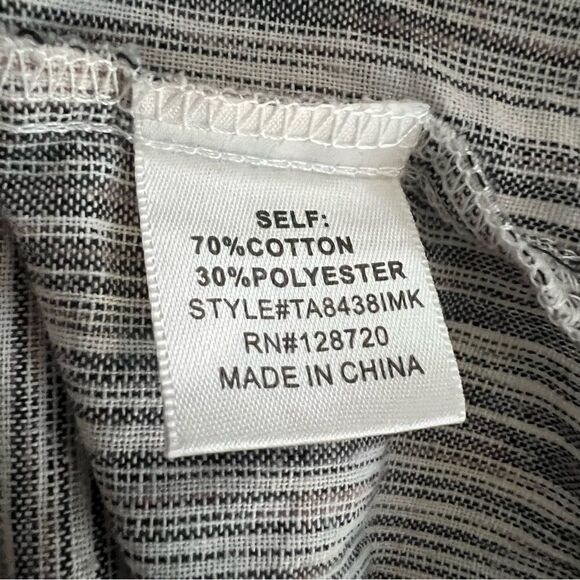 SELF:
70%COTTON
30%POLYESTER
STYLE#TA8438IMK
RN#128720
MADE IN CHINA